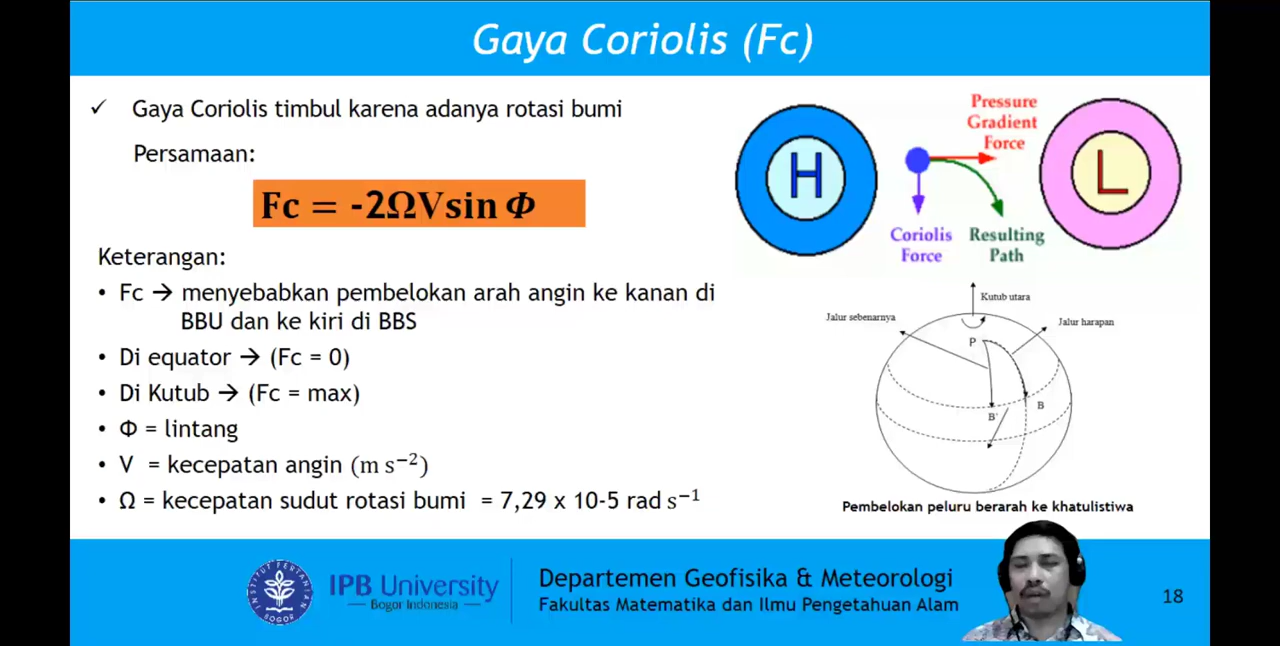 Gaya Coriolis (Fc)
✓ Gaya Coriolis timbul karena adanya rotasi bumi
Persamaan:
Fc = -2ΩVsin Φ
Keterangan:
• Fc → menyebabkan pembelokan arah angin ke kanan di
BBU dan ke kiri di BBS
• Di equator → (Fc = 0)
• Di Kutub → (Fc = max)
• Φ = lintang
• V = kecepatan angin (m s⁻²)
• Ω = kecepatan sudut rotasi bumi = 7,29 x 10-5 rad s⁻¹
H
Pressure
Gradient
Force
L
Coriolis
Force
Resulting
Path
Kutub utara
Jalur sebenarnya
Jalur harapan
P
B'
B
Pembelokan peluru berarah ke khatulistiwa
INSTITUT PERTANIAN
BOGOR
IPB University
Bogor Indonesia
Departemen Geofisika & Meteorologi
Fakultas Matematika dan Ilmu Pengetahuan Alam
18